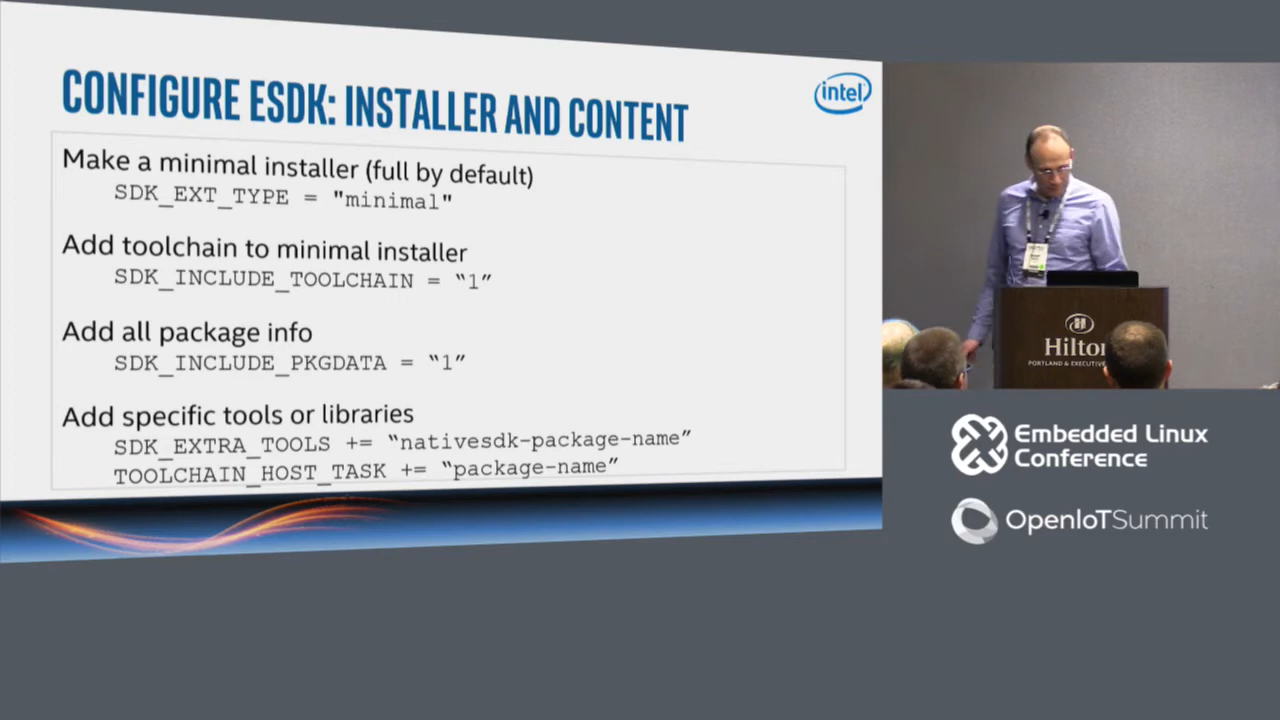 CONFIGURE ESDK: INSTALLER AND CONTENT
intel
Make a minimal installer (full by default)
SDK_EXT_TYPE = "minimal"
Add toolchain to minimal installer
SDK_INCLUDE_TOOLCHAIN = “1”
Add all package info
SDK_INCLUDE_PKGDATA = “1”
Add specific tools or libraries
SDK_EXTRA_TOOLS += “nativesdk-package-name”
TOOLCHAIN_HOST_TASK += “package-name”
Hilton
PORTLAND & EXECUTIVE
Embedded Linux
Conference
OpenIoTSummit